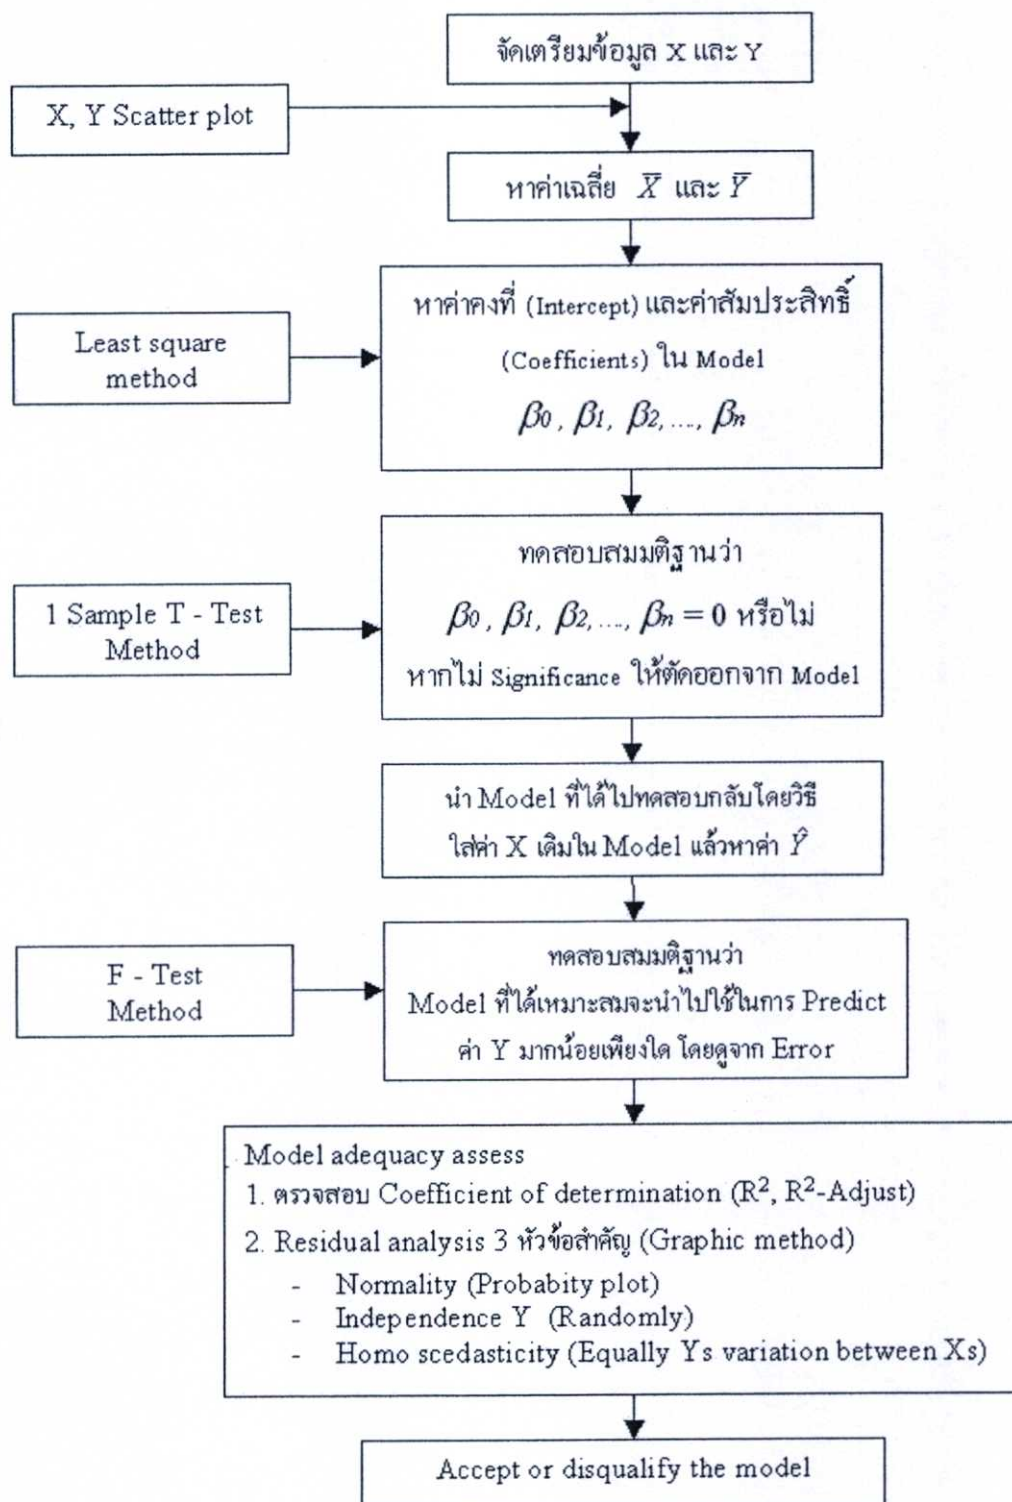 จัดเตรียมข้อมูล X และ Y
X, Y Scatter plot
หาค่าเฉลี่ย X̅ และ Y̅
Least square
method
หาค่าคงที่ (Intercept) และค่าสัมประสิทธิ์
(Coefficients) ใน Model
β0 , β1, β2, ...., βn
1 Sample T - Test
Method
ทดสอบสมมติฐานว่า
β0 , β1, β2, ...., βn = 0 หรือไม่
หากไม่ Significance ให้ตัดออกจาก Model
นำ Model ที่ได้ไปทดสอบกลับโดยวิธี
ใส่ค่า X เดิมใน Model แล้วหาค่า Ŷ
F - Test
Method
ทดสอบสมมติฐานว่า
Model ที่ได้เหมาะสมจะนำไปใช้ในการ Predict
ค่า Y มากน้อยเพียงใด โดยดูจาก Error
Model adequacy assess
1. ตรวจสอบ Coefficient of determination (R², R²-Adjust)
2. Residual analysis 3 หัวข้อสำคัญ (Graphic method)
- Normality (Probabity plot)
- Independence Y (Randomly)
- Homo scedasticity (Equally Ys variation between Xs)
Accept or disqualify the model